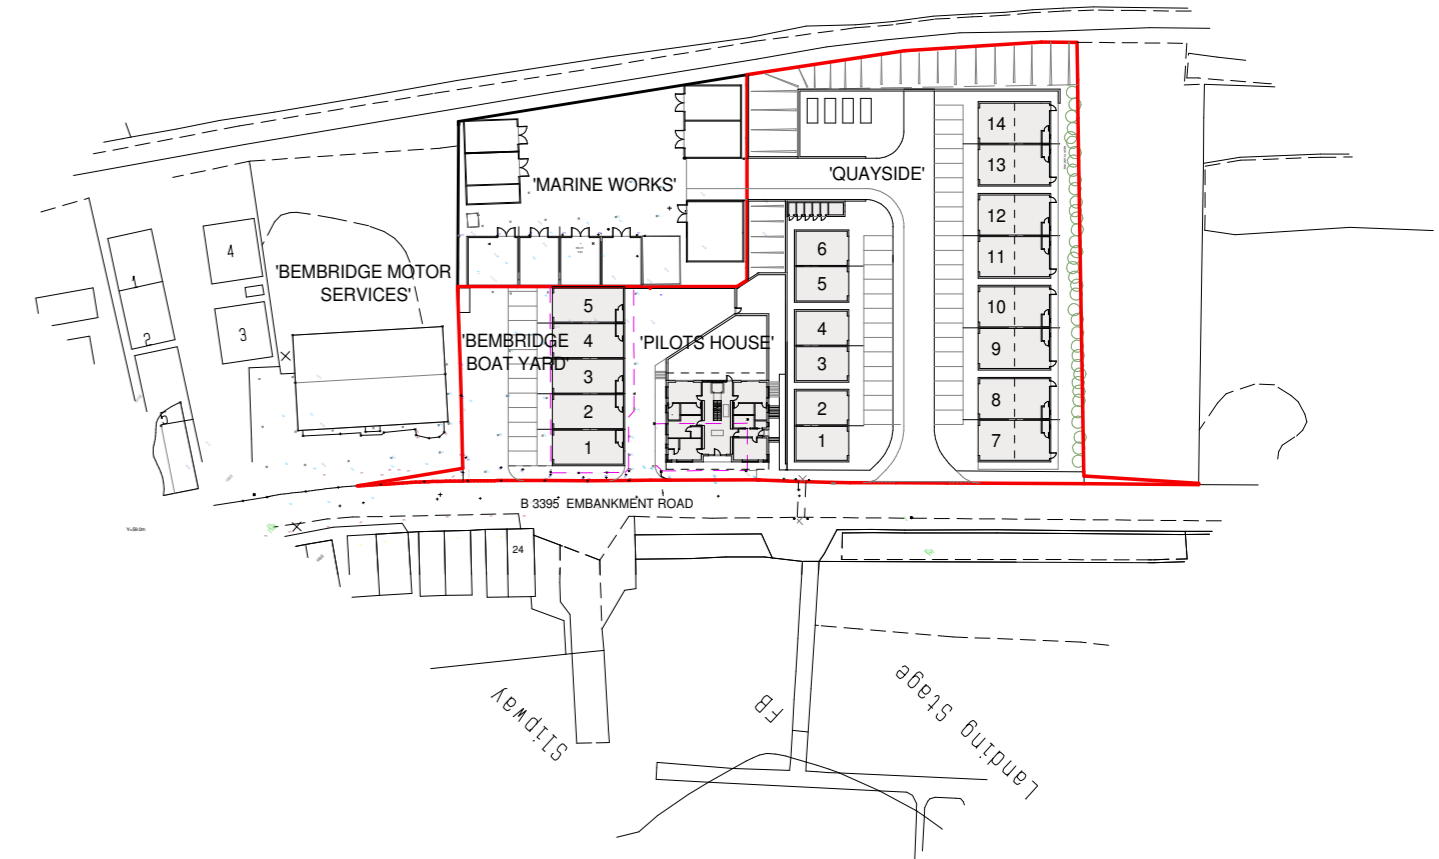 14
13
'QUAYSIDE'
'MARINE WORKS'
12
11
4
6
5
'BEMBRIDGE MOTOR
SERVICES'
1
10
9
5
4
3
2
1
'BEMBRIDGE
BOAT YARD'
'PILOTS HOUSE'
4
3
3
2
8
7
2
1
B 3395 EMBANKMENT ROAD
24
Slipway
FB
Landing Stage